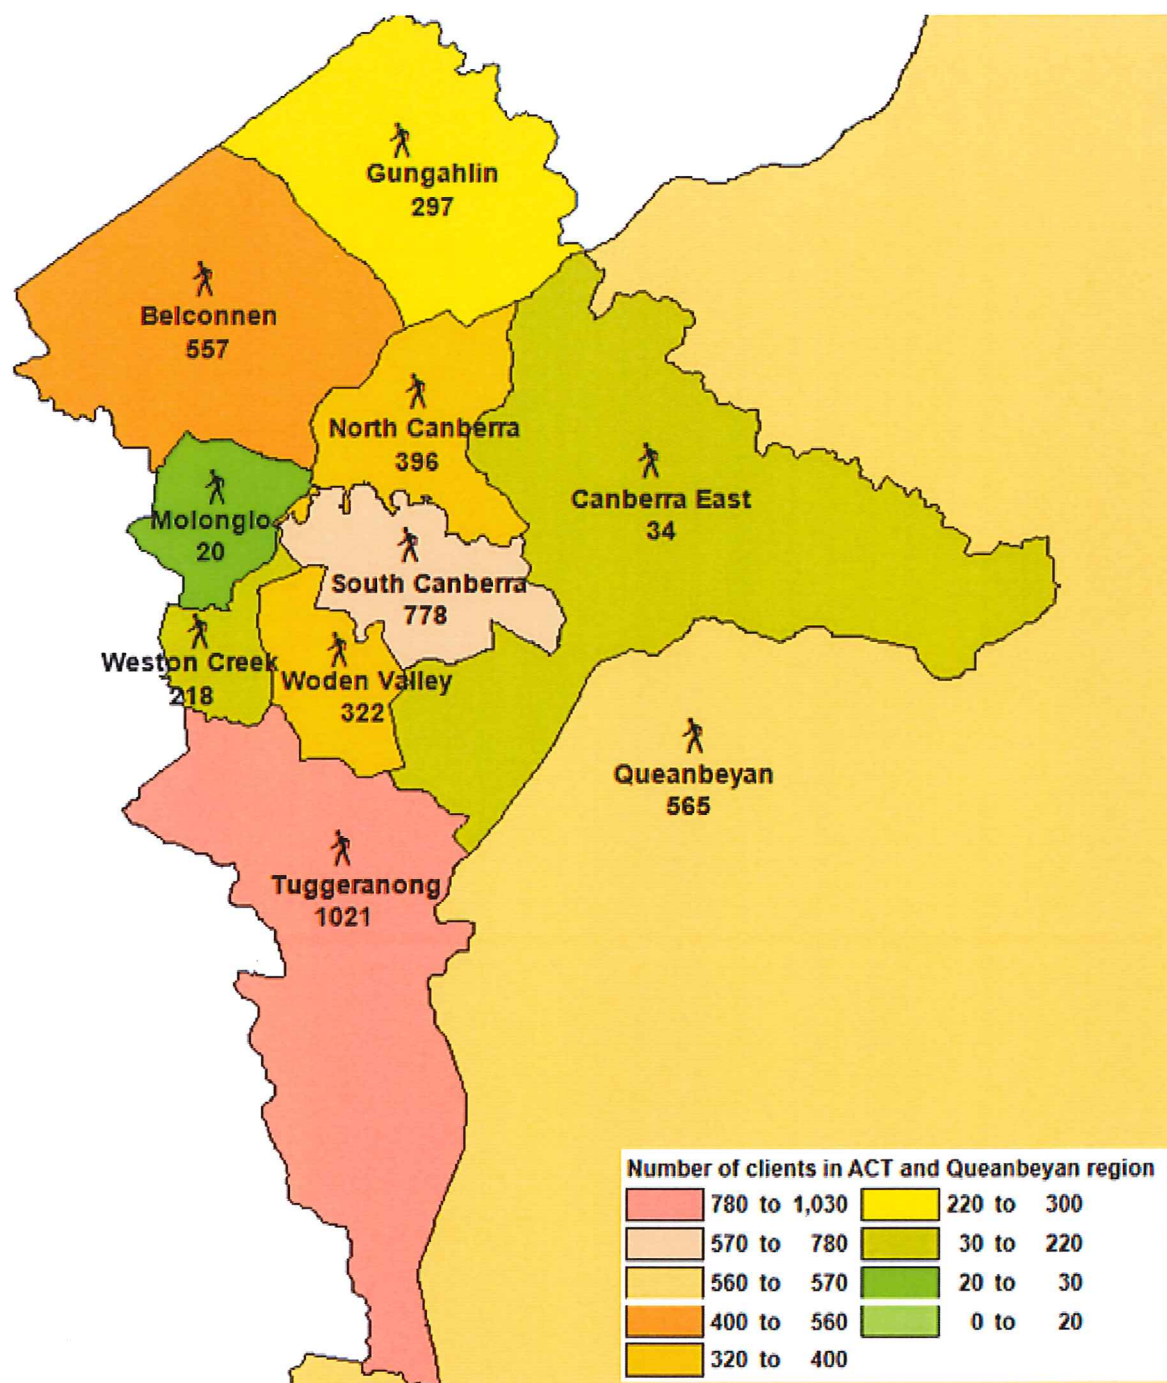 Gungahlin
297
Belconnen
557
North Canberra
396
Canberra East
34
Molonglo
20
South Canberra
778
Weston Creek
218
Woden Valley
322
Queanbeyan
565
Tuggeranong
1021
Number of clients in ACT and Queanbeyan region
780 to 1,030
570 to 780
560 to 570
400 to 560
320 to 400
220 to 300
30 to 220
20 to 30
0 to 20